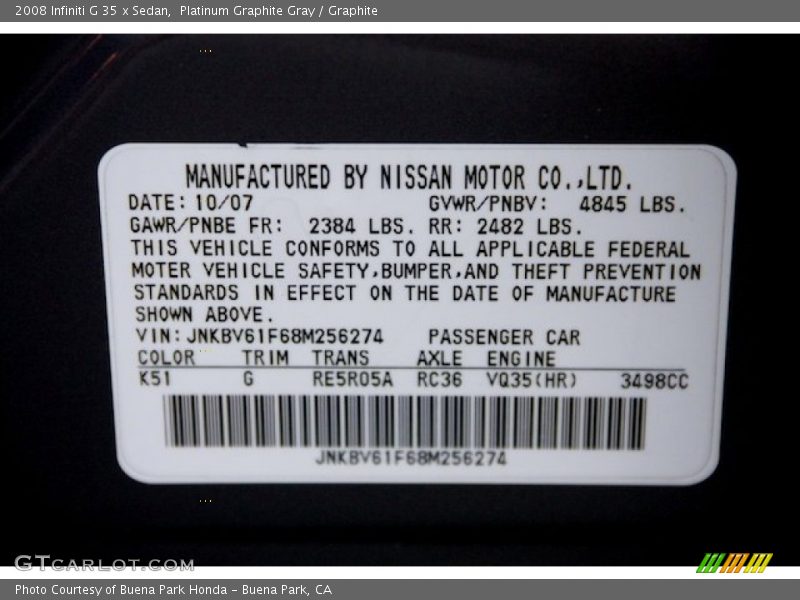 2008 Infiniti G 35 x Sedan,  Platinum Graphite Gray / Graphite
MANUFACTURED BY NISSAN MOTOR CO.,LTD.
DATE: 10/07 GVWR/PNBV: 4845 LBS.
GAWR/PNBE FR: 2384 LBS. RR: 2482 LBS.
THIS VEHICLE CONFORMS TO ALL APPLICABLE FEDERAL
MOTER VEHICLE SAFETY,BUMPER,AND THEFT PREVENTION
STANDARDS IN EFFECT ON THE DATE OF MANUFACTURE
SHOWN ABOVE.
VIN: JNKBV61F68M256274 PASSENGER CAR
COLOR TRIM TRANS AXLE ENGINE
K51 G RE5R05A RC36 VQ35(HR) 3498CC
JNKBV61F68M256274
GTCARLOT.COM
Photo Courtesy of Buena Park Honda - Buena Park, CA